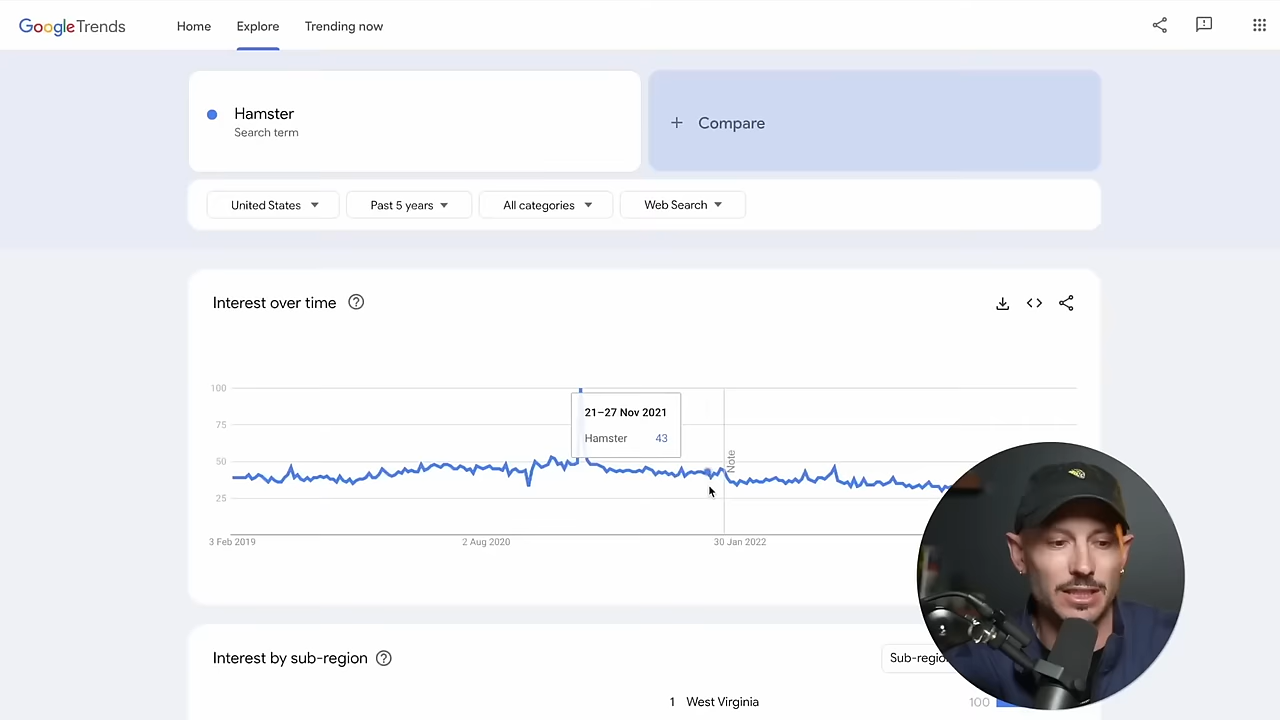 Google Trends
Home
Explore
Trending now
Hamster
Search term
+ Compare
United States
Past 5 years
All categories
Web Search
Interest over time
100
75
50
25
21–27 Nov 2021
Hamster 43
Note
3 Feb 2019
2 Aug 2020
30 Jan 2022
Interest by sub-region
Sub-regio
1 West Virginia
100